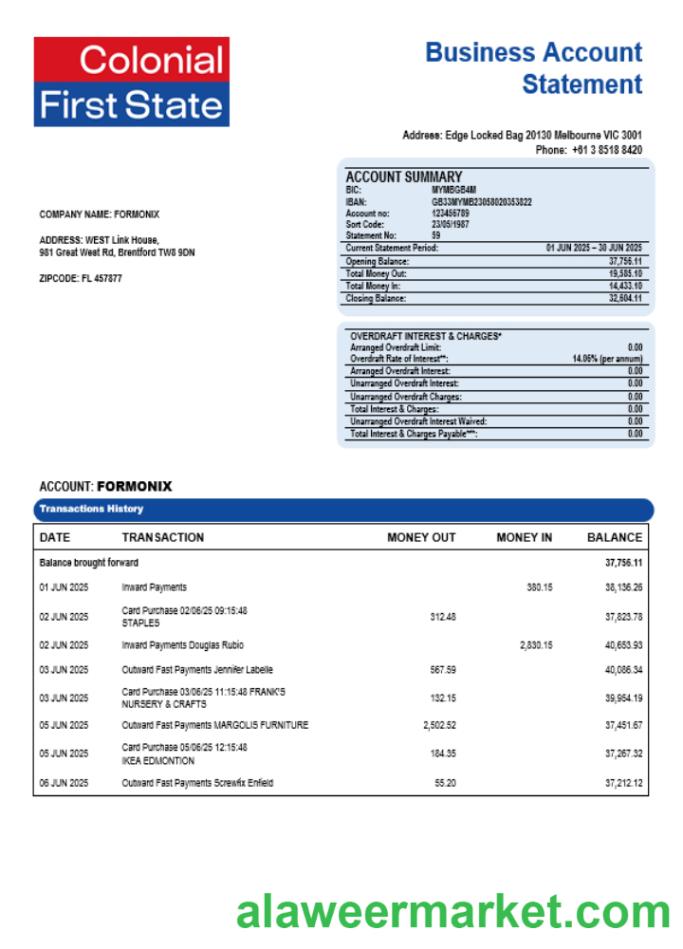 Colonial
First State
Business Account
Statement
Address: Edge Locked Bag 20130 Melbourne VIC 3001
Phone: +61 3 8518 8420
COMPANY NAME: FORMONIX
ADDRESS: WEST Link House,
981 Great West Rd, Brentford TW8 9DN
ZIPCODE: FL 457877
ACCOUNT SUMMARY
BIC: MYMBGB4M
IBAN: GB33MYMB23058020353822
Account no: 123456789
Sort Code: 23/05/1987
Statement No: 59
Current Statement Period: 01 JUN 2025 – 30 JUN 2025
Opening Balance: 37,756.11
Total Money Out: 19,585.10
Total Money In: 14,433.10
Closing Balance: 32,604.11
OVERDRAFT INTEREST & CHARGES*
Arranged Overdraft Limit: 0.00
Overdraft Rate of Interest**: 14.06% (per annum)
Arranged Overdraft Interest: 0.00
Unarranged Overdraft Interest: 0.00
Unarranged Overdraft Charges: 0.00
Total Interest & Charges: 0.00
Unarranged Overdraft Interest Waived: 0.00
Total Interest & Charges Payable***: 0.00
ACCOUNT: FORMONIX
Transactions History
DATE TRANSACTION MONEY OUT MONEY IN BALANCE
Balance brought forward 37,756.11
01 JUN 2025 Inward Payments 380.15 38,136.26
02 JUN 2025 Card Purchase 02/06/25 09:15:48 312.48 37,823.78
STAPLES
02 JUN 2025 Inward Payments Douglas Rubio 2,830.15 40,653.93
03 JUN 2025 Outward Fast Payments Jennifer Labelle 567.59 40,086.34
03 JUN 2025 Card Purchase 03/06/25 11:15:48 FRANK'S 132.15 39,954.19
NURSERY & CRAFTS
05 JUN 2025 Outward Fast Payments MARGOLIS FURNITURE 2,502.52 37,451.67
05 JUN 2025 Card Purchase 05/06/25 12:15:48 184.35 37,267.32
IKEA EDMONTION
06 JUN 2025 Outward Fast Payments Screwfix Enfield 55.20 37,212.12
alaweermarket.com